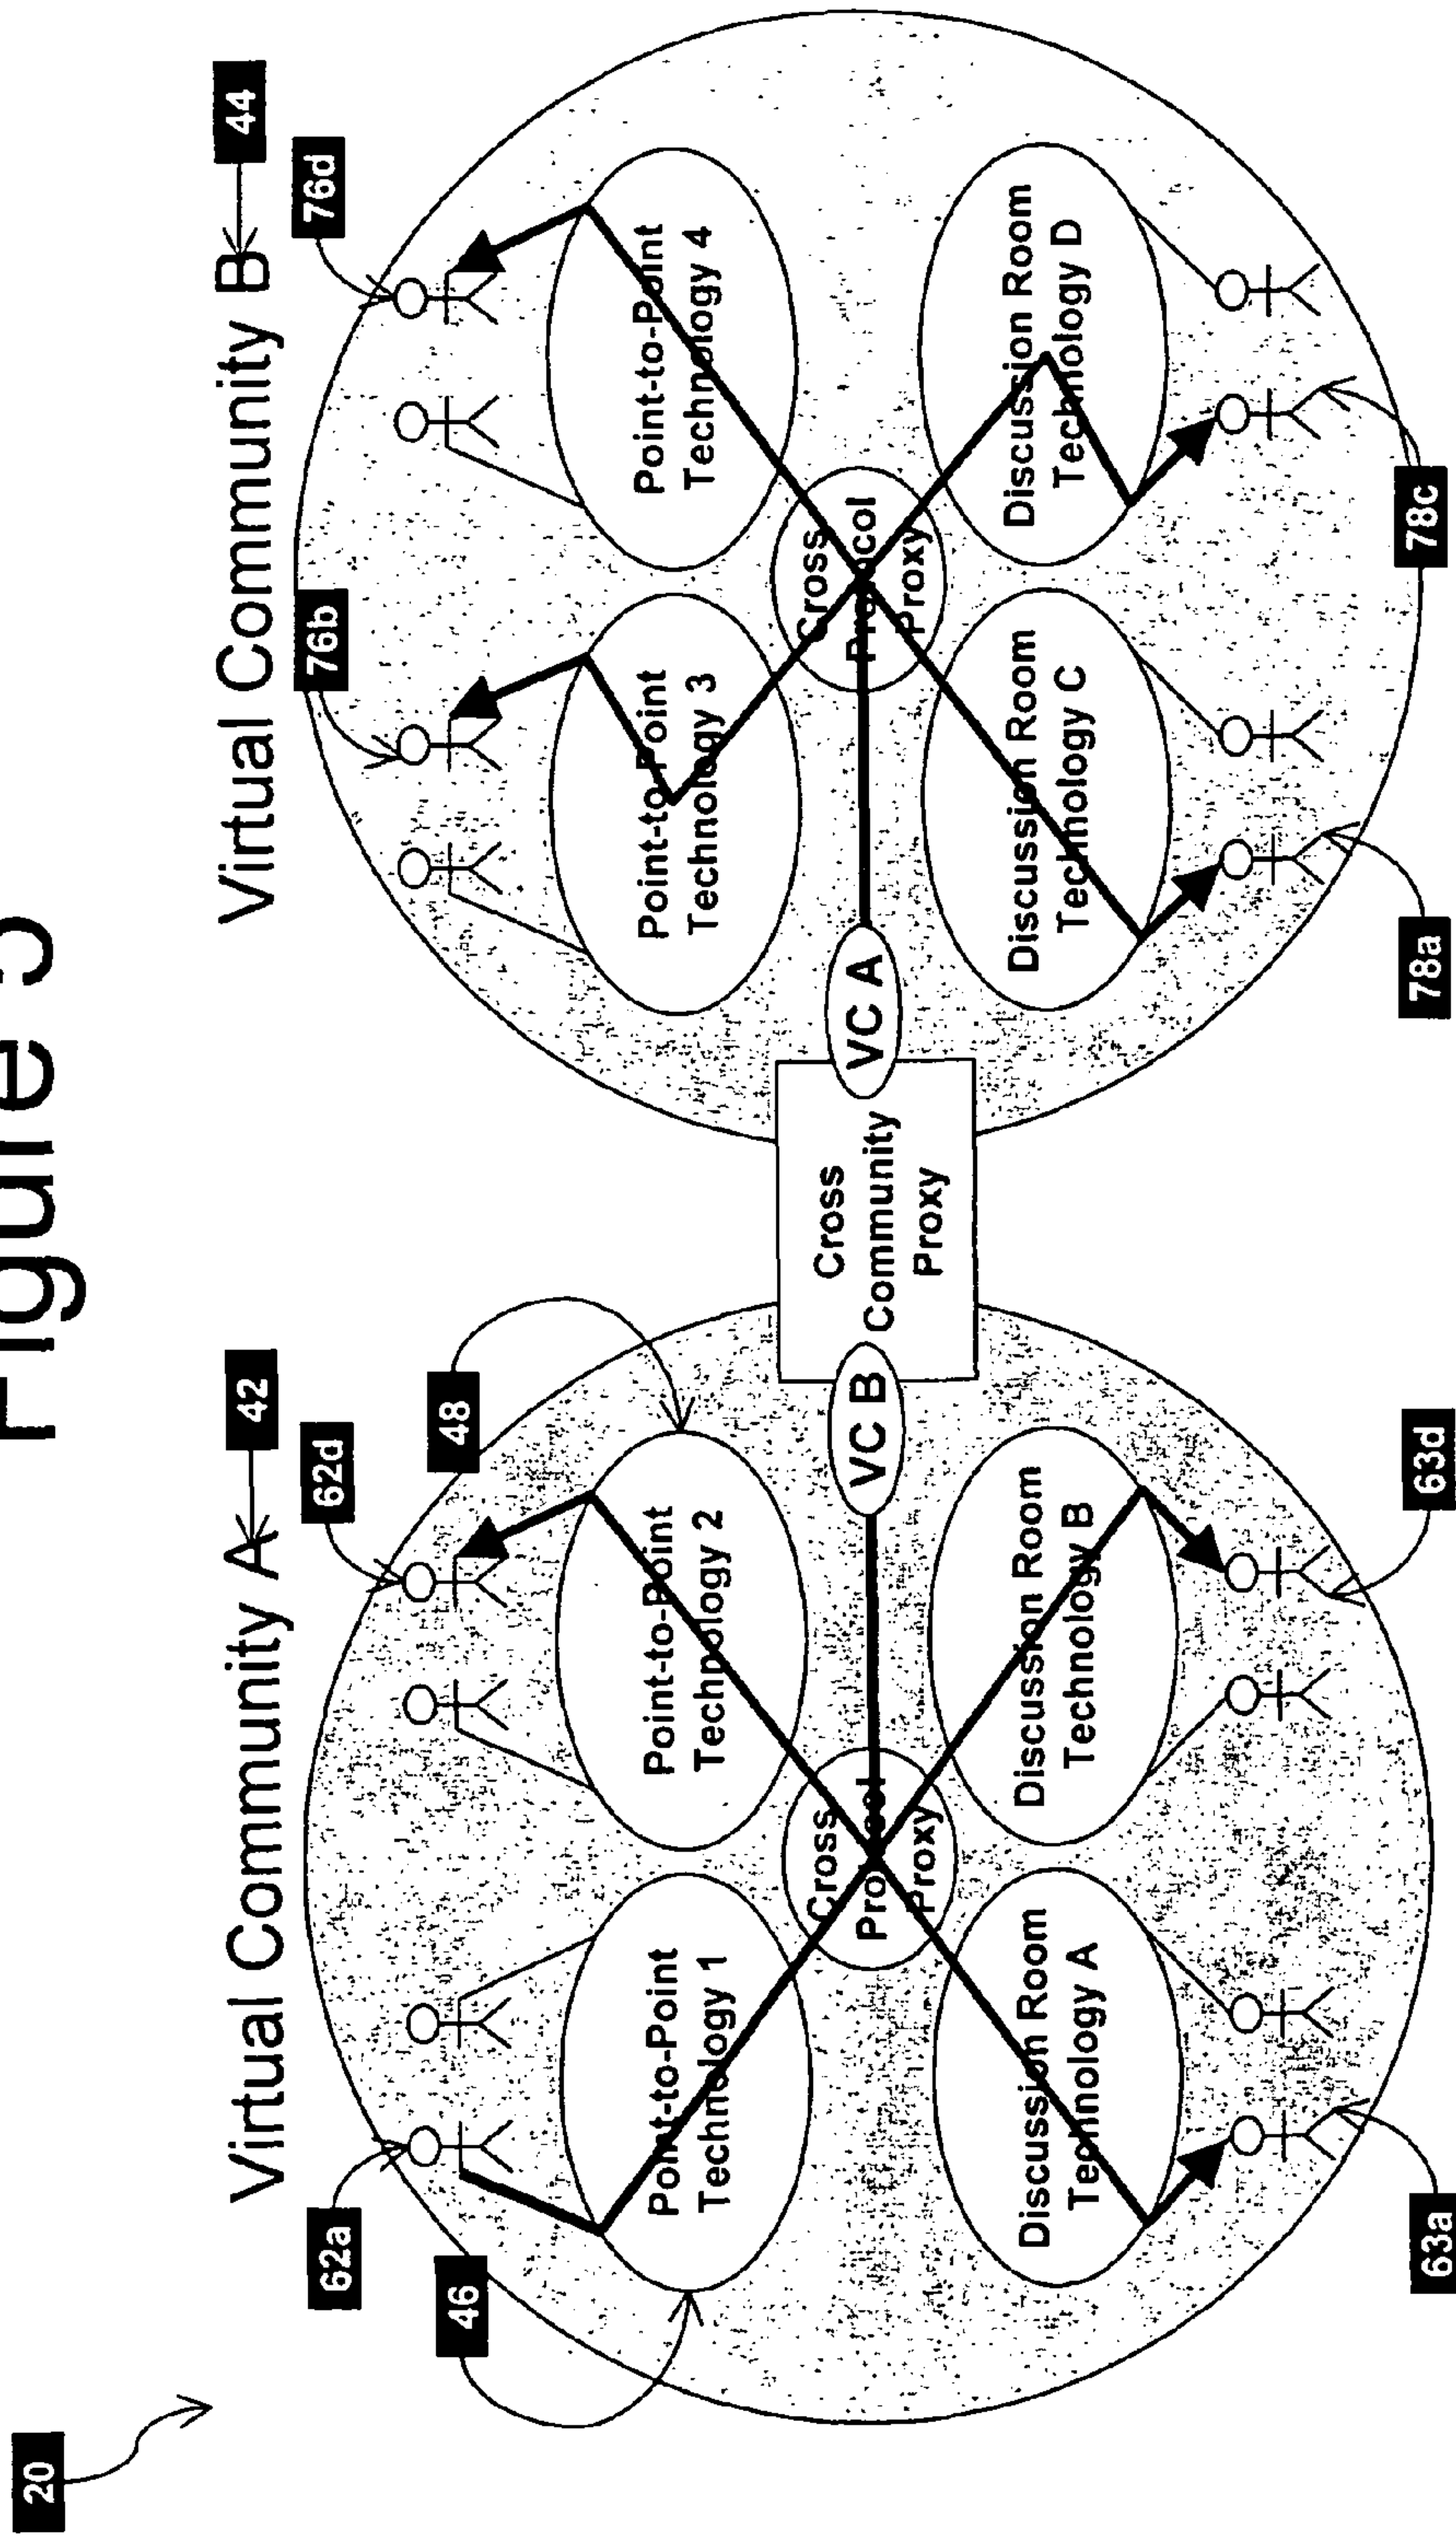 Figure
20
Virtual Community A
42
Virtual Community B
44
62a
62d
76b
76d
46
48
Point-to-Point
Technology 1
Point-to-Point
Technology 2
Point-to-Point
Technology 3
Point-to-Point
Technology 4
Cross
Protocol
Proxy
VC B
Cross
Community
Proxy
VC A
Cross
Protocol
Proxy
Discussion Room
Technology A
Discussion Room
Technology B
Discussion Room
Technology C
Discussion Room
Technology D
63a
63d
78a
78c